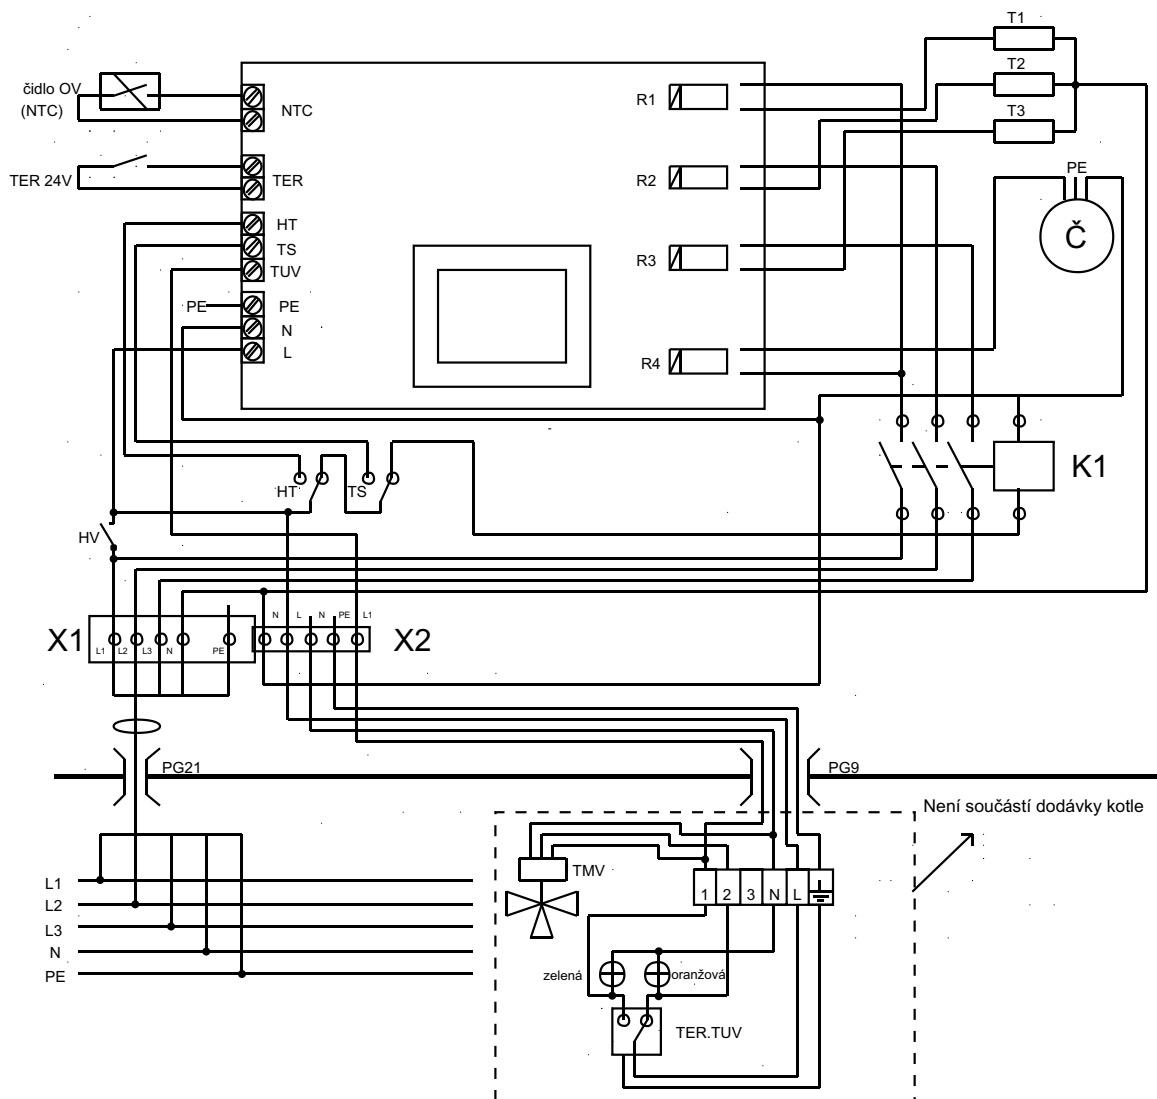 T1
T2
T3
čidlo OV
(NTC)
NTC
R1
TER 24V
TER
R2
PE
Č
HT
TS
TUV
R3
PE
PE
N
L
R4
K1
HT
TS
HV
X1
L1
L2
L3
N
PE
N
L
N
PE
L1
X2
PG21
PG9
Není součástí dodávky kotle
TMV
1
2
3
N
L
L1
L2
L3
N
PE
zelená
oranžová
TER.TUV